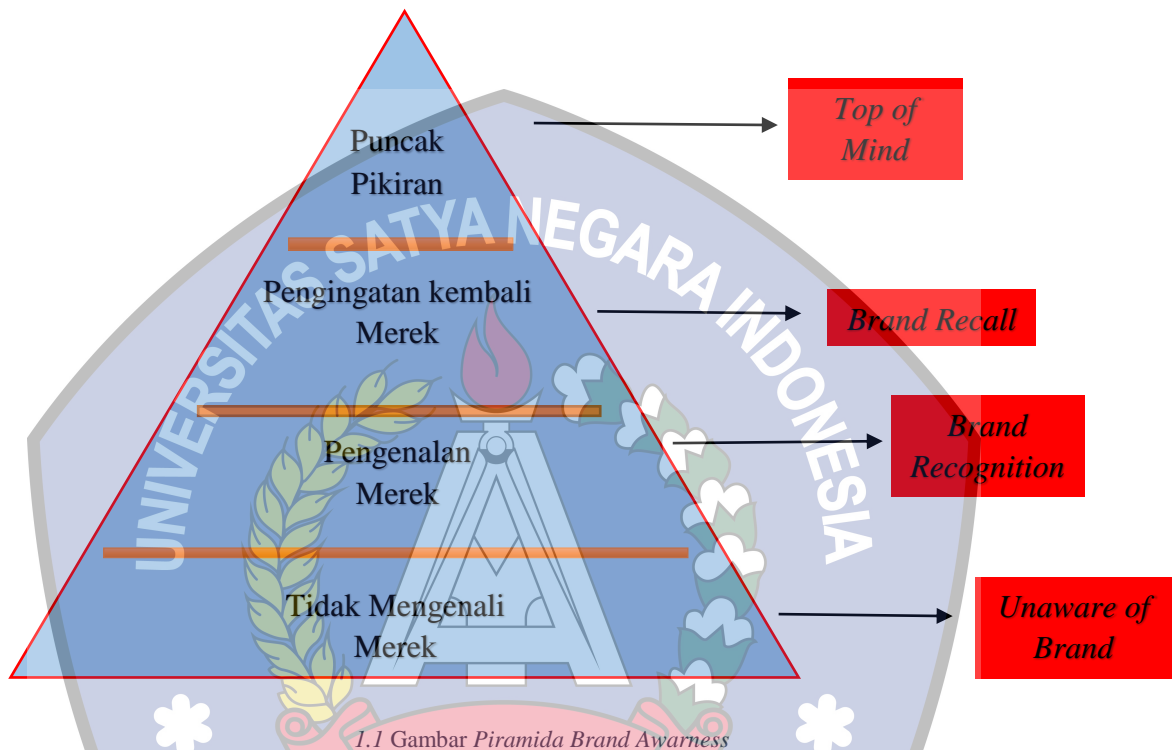 Puncak
Pikiran
Top of
Mind
Pengingatan kembali
Merek
Brand Recall
Pengenalan
Merek
Brand
Recognition
Tidak Mengenali
Merek
Unaware of
Brand
UNIVERSITAS SATYA NEGARA INDONESIA
1.1 Gambar Piramida Brand Awarness